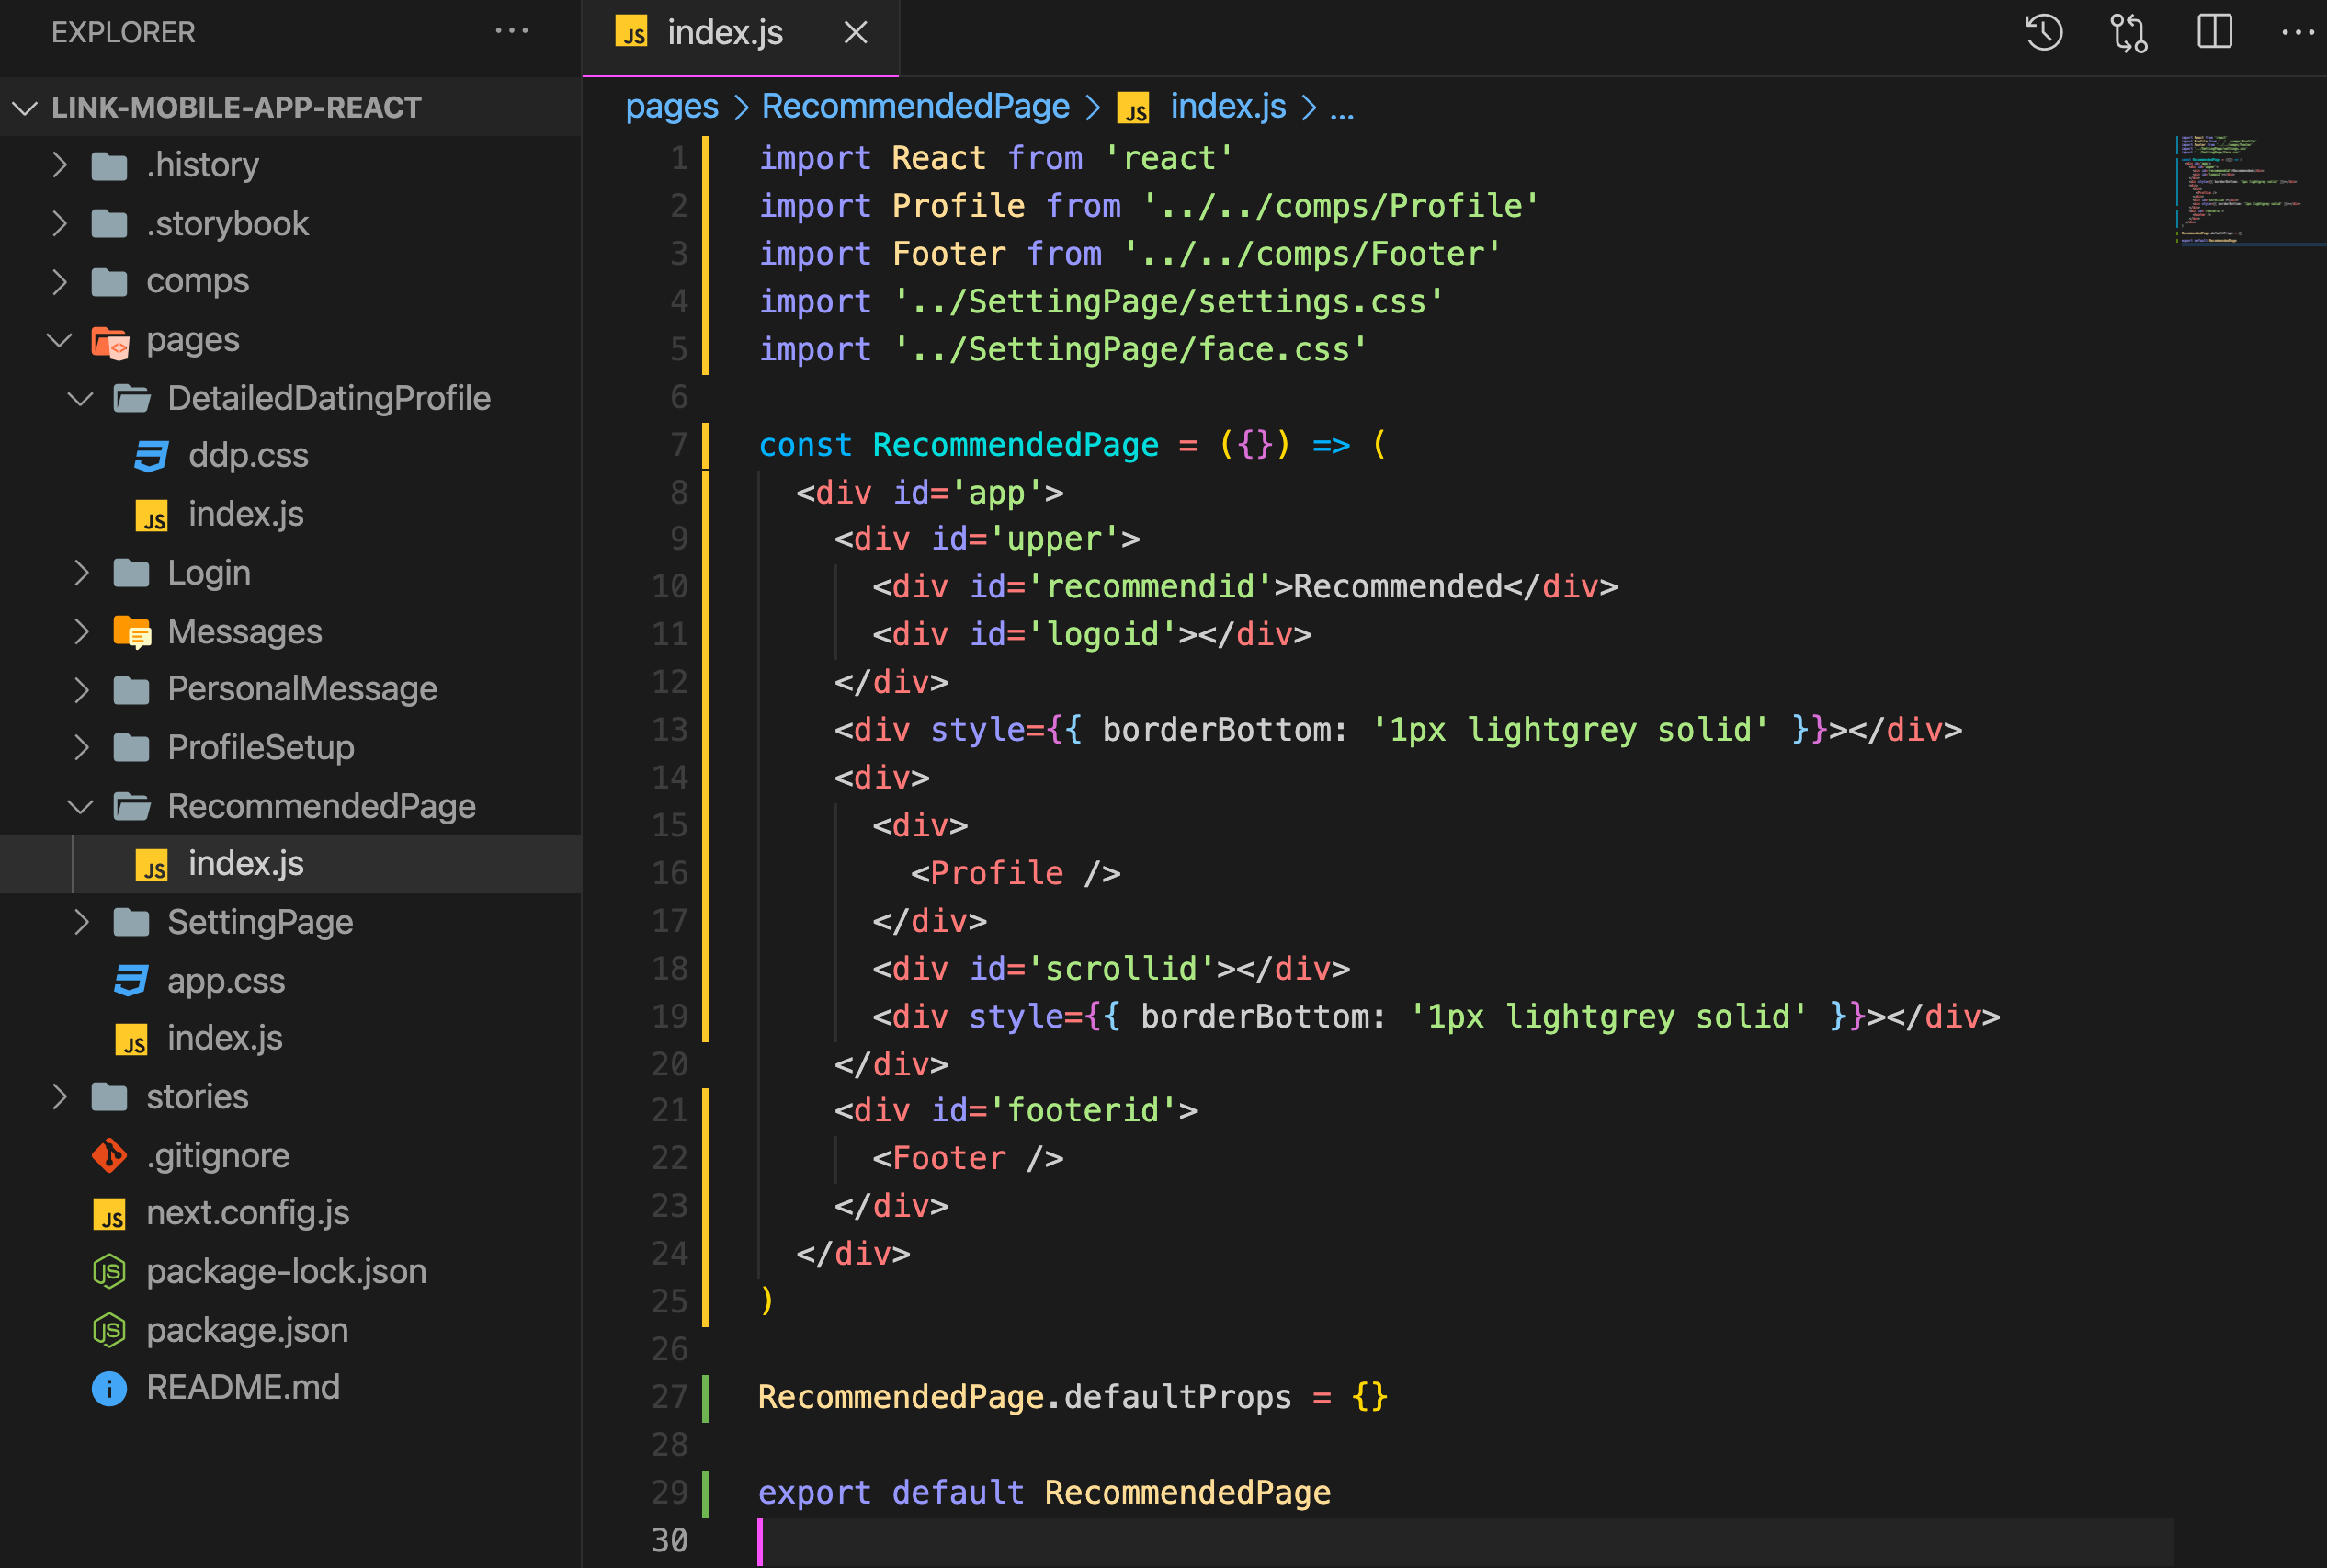 EXPLORER
LINK-MOBILE-APP-REACT
.history
.storybook
comps
pages
DetailedDatingProfile
ddp.css
JS index.js
Login
Messages
PersonalMessage
ProfileSetup
RecommendedPage
JS index.js
SettingPage
app.css
JS index.js
stories
.gitignore
JS next.config.js
package-lock.json
package.json
README.md
JS index.js
pages > RecommendedPage > JS index.js > ...
1 import React from 'react'
2 import Profile from '../../comps/Profile'
3 import Footer from '../../comps/Footer'
4 import '../SettingPage/settings.css'
5 import '../SettingPage/face.css'
6
7 const RecommendedPage = ({}) => (
8 <div id='app'>
9 <div id='upper'>
10 <div id='recommendid'>Recommended</div>
11 <div id='logoid'></div>
12 </div>
13 <div style={{ borderBottom: '1px lightgrey solid' }}></div>
14 <div>
15 <div>
16 <Profile />
17 </div>
18 <div id='scrollid'></div>
19 <div style={{ borderBottom: '1px lightgrey solid' }}></div>
20 </div>
21 <div id='footerid'>
22 <Footer />
23 </div>
24 </div>
25 )
26
27 RecommendedPage.defaultProps = {}
28
29 export default RecommendedPage
30